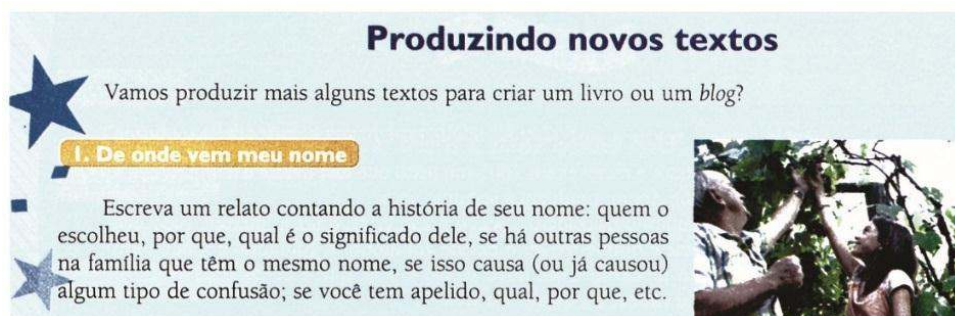 Produzindo novos textos
Vamos produzir mais alguns textos para criar um livro ou um blog?
1. De onde vem meu nome
Escreva um relato contando a história de seu nome: quem o
escolheu, por que, qual é o significado dele, se há outras pessoas
na família que têm o mesmo nome, se isso causa (ou já causou)
algum tipo de confusão; se você tem apelido, qual, por que, etc.